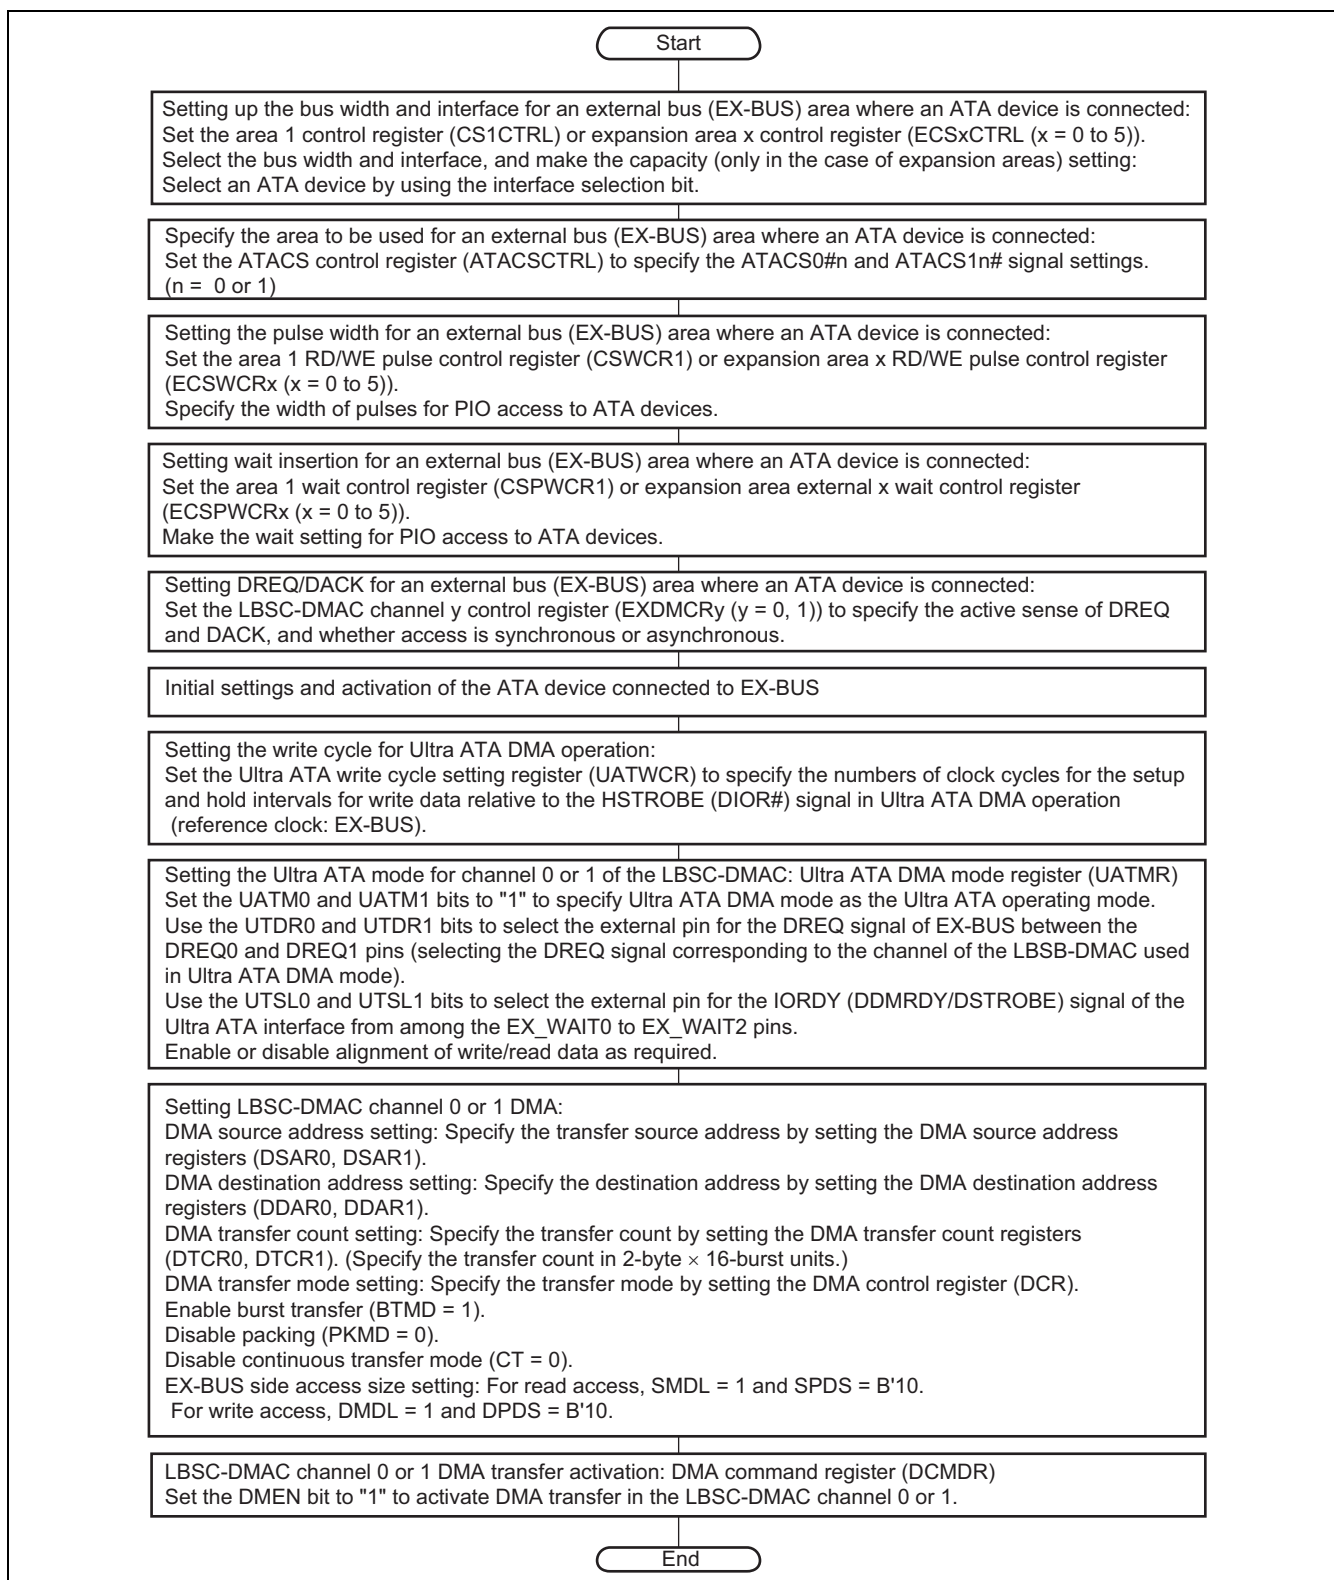 Start
Setting up the bus width and interface for an external bus (EX-BUS) area where an ATA device is connected:
Set the area 1 control register (CS1CTRL) or expansion area x control register (ECSxCTRL (x = 0 to 5)).
Select the bus width and interface, and make the capacity (only in the case of expansion areas) setting:
Select an ATA device by using the interface selection bit.
Specify the area to be used for an external bus (EX-BUS) area where an ATA device is connected:
Set the ATACS control register (ATACSCTRL) to specify the ATACS0#n and ATACS1n# signal settings.
(n =  0 or 1)
Setting the pulse width for an external bus (EX-BUS) area where an ATA device is connected:
Set the area 1 RD/WE pulse control register (CSWCR1) or expansion area x RD/WE pulse control register
(ECSWCRx (x = 0 to 5)).
Specify the width of pulses for PIO access to ATA devices.
Setting wait insertion for an external bus (EX-BUS) area where an ATA device is connected:
Set the area 1 wait control register (CSPWCR1) or expansion area external x wait control register
(ECSPWCRx (x = 0 to 5)).
Make the wait setting for PIO access to ATA devices.
Setting DREQ/DACK for an external bus (EX-BUS) area where an ATA device is connected:
Set the LBSC-DMAC channel y control register (EXDMCRy (y = 0, 1)) to specify the active sense of DREQ
and DACK, and whether access is synchronous or asynchronous.
Initial settings and activation of the ATA device connected to EX-BUS
Setting the write cycle for Ultra ATA DMA operation:
Set the Ultra ATA write cycle setting register (UATWCR) to specify the numbers of clock cycles for the setup
and hold intervals for write data relative to the HSTROBE (DIOR#) signal in Ultra ATA DMA operation
(reference clock: EX-BUS).
Setting the Ultra ATA mode for channel 0 or 1 of the LBSC-DMAC: Ultra ATA DMA mode register (UATMR)
Set the UATM0 and UATM1 bits to "1" to specify Ultra ATA DMA mode as the Ultra ATA operating mode.
Use the UTDR0 and UTDR1 bits to select the external pin for the DREQ signal of EX-BUS between the
DREQ0 and DREQ1 pins (selecting the DREQ signal corresponding to the channel of the LBSB-DMAC used
in Ultra ATA DMA mode).
Use the UTSL0 and UTSL1 bits to select the external pin for the IORDY (DDMRDY/DSTROBE) signal of the
Ultra ATA interface from among the EX_WAIT0 to EX_WAIT2 pins.
Enable or disable alignment of write/read data as required.
Setting LBSC-DMAC channel 0 or 1 DMA:
DMA source address setting: Specify the transfer source address by setting the DMA source address
registers (DSAR0, DSAR1).
DMA destination address setting: Specify the destination address by setting the DMA destination address
registers (DDAR0, DDAR1).
DMA transfer count setting: Specify the transfer count by setting the DMA transfer count registers
(DTCR0, DTCR1). (Specify the transfer count in 2-byte × 16-burst units.)
DMA transfer mode setting: Specify the transfer mode by setting the DMA control register (DCR).
Enable burst transfer (BTMD = 1).
Disable packing (PKMD = 0).
Disable continuous transfer mode (CT = 0).
EX-BUS side access size setting: For read access, SMDL = 1 and SPDS = B'10.
For write access, DMDL = 1 and DPDS = B'10.
LBSC-DMAC channel 0 or 1 DMA transfer activation: DMA command register (DCMDR)
Set the DMEN bit to "1" to activate DMA transfer in the LBSC-DMAC channel 0 or 1.
End